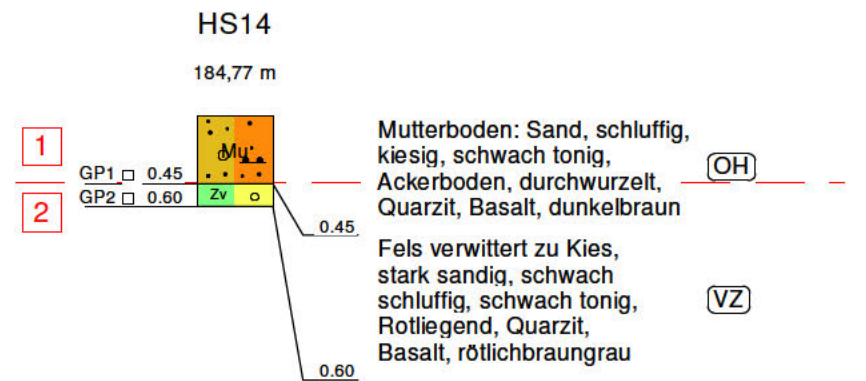 HS14
184,77 m
1
Mu
GP1 0.45
2
GP2 0.60
Zv
0.45
Mutterboden: Sand, schluffig,
kiesig, schwach tonig,
Ackerboden, durchwurzelt,
Quarzit, Basalt, dunkelbraun
OH
Fels verwittert zu Kies,
stark sandig, schwach
schluffig, schwach tonig,
Rotliegend, Quarzit,
Basalt, rötlichbraungrau
VZ
0.60